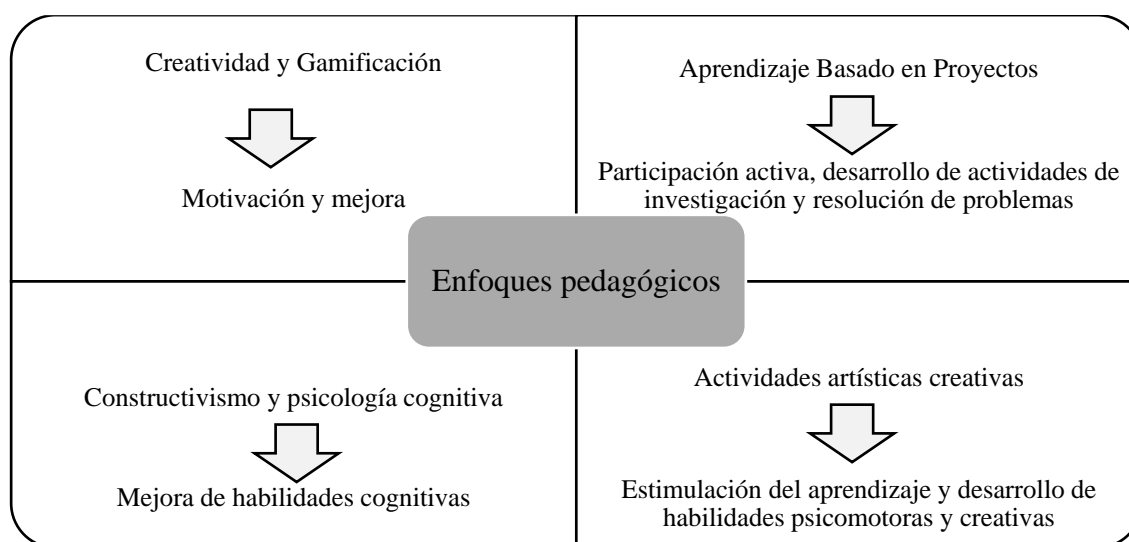 Creatividad y Gamificación
Motivación y mejora
Aprendizaje Basado en Proyectos
Participación activa, desarrollo de actividades de
investigación y resolución de problemas
Enfoques pedagógicos
Constructivismo y psicología cognitiva
Mejora de habilidades cognitivas
Actividades artísticas creativas
Estimulación del aprendizaje y desarrollo de
habilidades psicomotoras y creativas